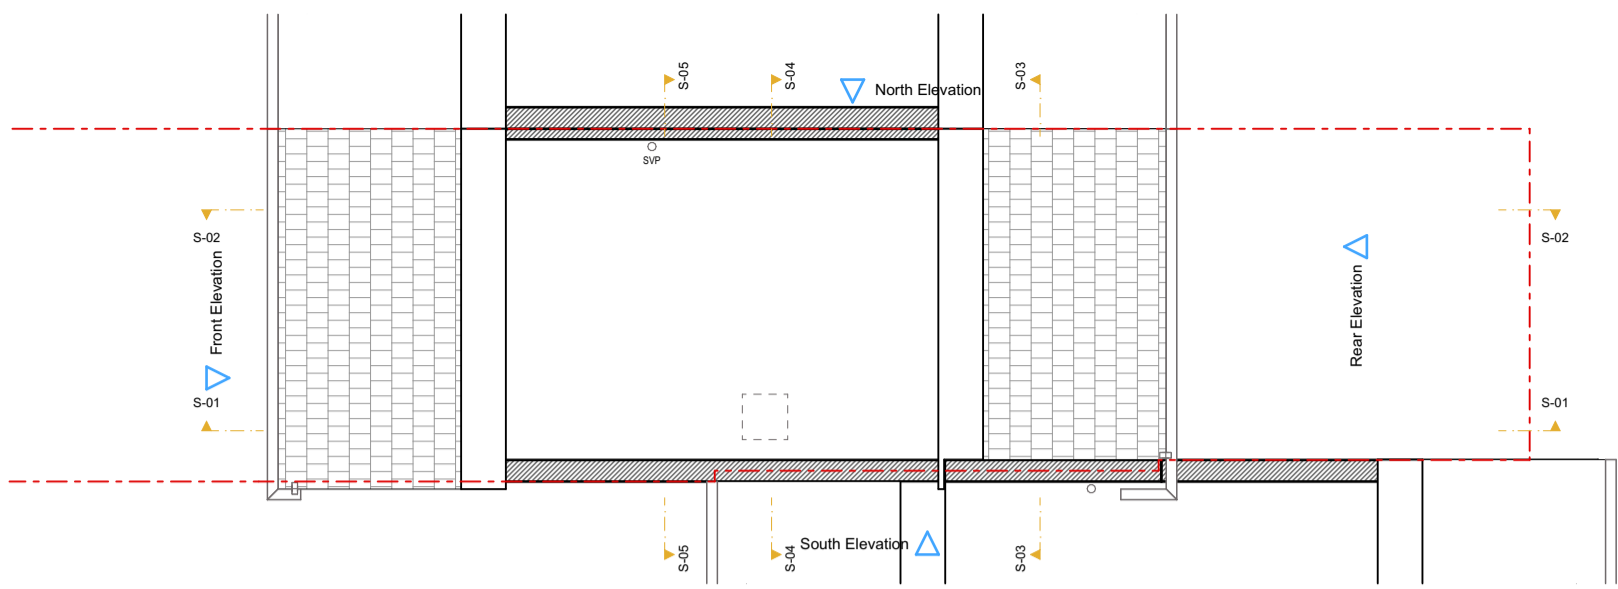 S-05
S-04
North Elevation
S-03
SVP
S-02
S-02
Front Elevation
Rear Elevation
S-01
S-01
S-05
S-04
South Elevation
S-03